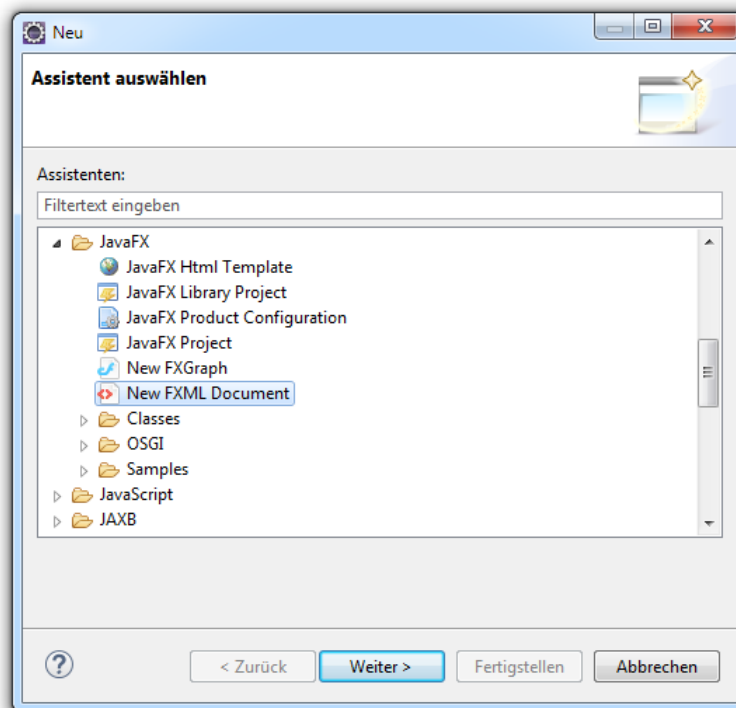 Neu
Assistent auswählen
Assistenten:
Filtertext eingeben
JavaFX
JavaFX Html Template
JavaFX Library Project
JavaFX Product Configuration
JavaFX Project
New FXGraph
New FXML Document
Classes
OSGI
Samples
JavaScript
JAXB
< Zurück Weiter > Fertigstellen Abbrechen